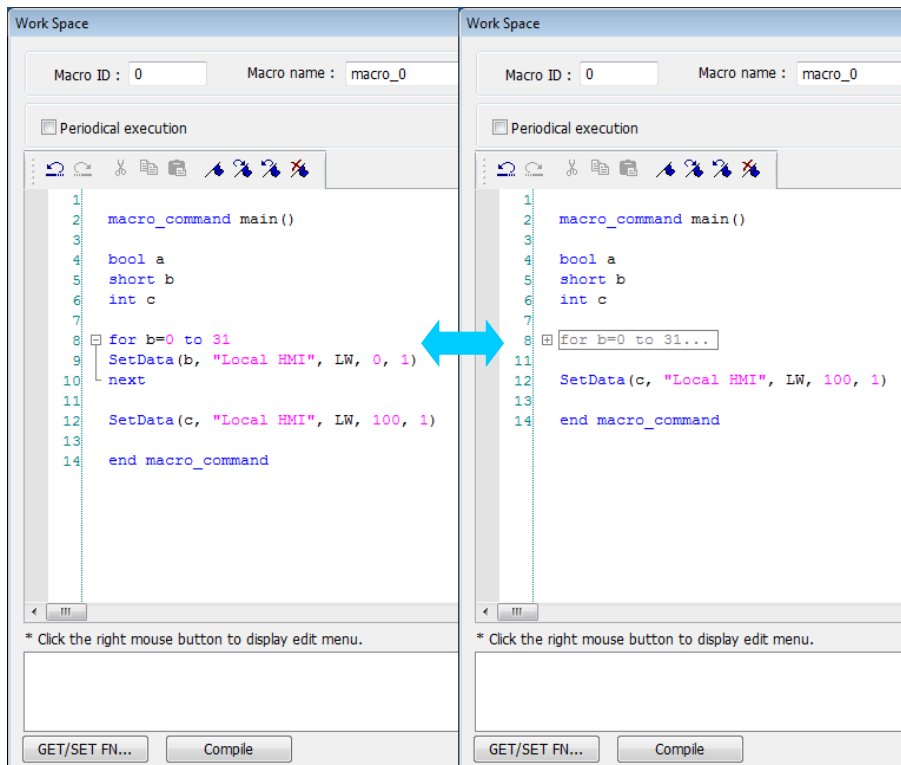 Work Space
Macro ID : 0 Macro name : macro_0
Periodical execution
1
2 macro_command main()
3
4 bool a
5 short b
6 int c
7
8 for b=0 to 31
9 SetData(b, "Local HMI", LW, 0, 1)
10 next
11
12 SetData(c, "Local HMI", LW, 100, 1)
13
14 end macro_command
* Click the right mouse button to display edit menu.
GET/SET FN... Compile
Work Space
Macro ID : 0 Macro name : macro_0
Periodical execution
1
2 macro_command main()
3
4 bool a
5 short b
6 int c
7
8 for b=0 to 31...
11
12 SetData(c, "Local HMI", LW, 100, 1)
13
14 end macro_command
* Click the right mouse button to display edit menu.
GET/SET FN... Compile